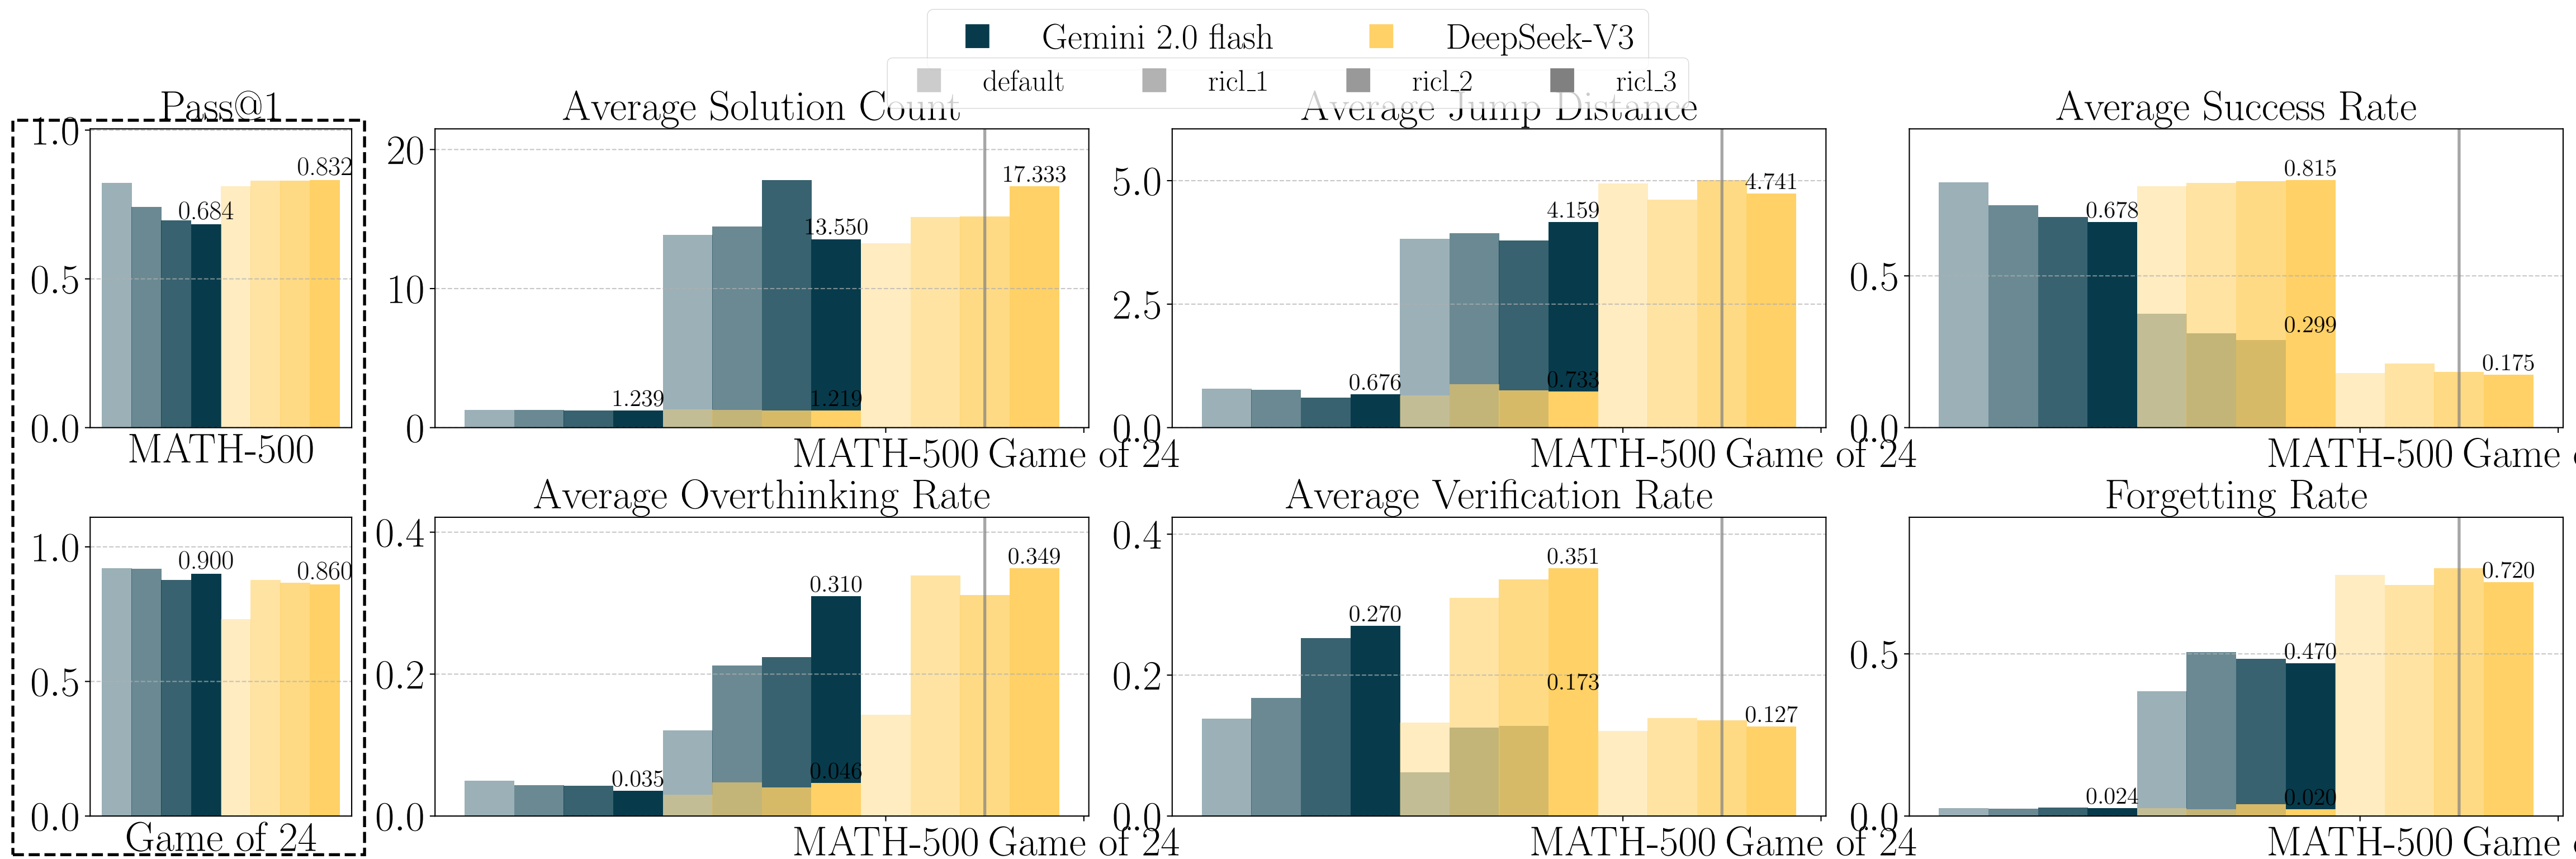 Gemini 2.0 flash DeepSeek-V3
default ricl_1 ricl_2 ricl_3
Pass@1
1.0
0.5
0.0
0.684
0.832
MATH-500
Average Solution Count
20
10
0
1.239
13.550
1.219
17.333
MATH-500 Game of 24
Average Jump Distance
5.0
2.5
0.0
0.676
4.159
0.733
4.741
MATH-500 Game of 24
Average Success Rate
0.5
0.0
0.678
0.815
0.299
0.175
MATH-500 Game
1.0
0.5
0.0
0.900
0.860
Game of 24
Average Overthinking Rate
0.4
0.2
0.0
0.035
0.310
0.046
0.349
MATH-500 Game of 24
Average Verification Rate
0.4
0.2
0.0
0.270
0.351
0.173
0.127
MATH-500 Game of 24
Forgetting Rate
0.5
0.0
0.024
0.470
0.020
0.720
MATH-500 Game